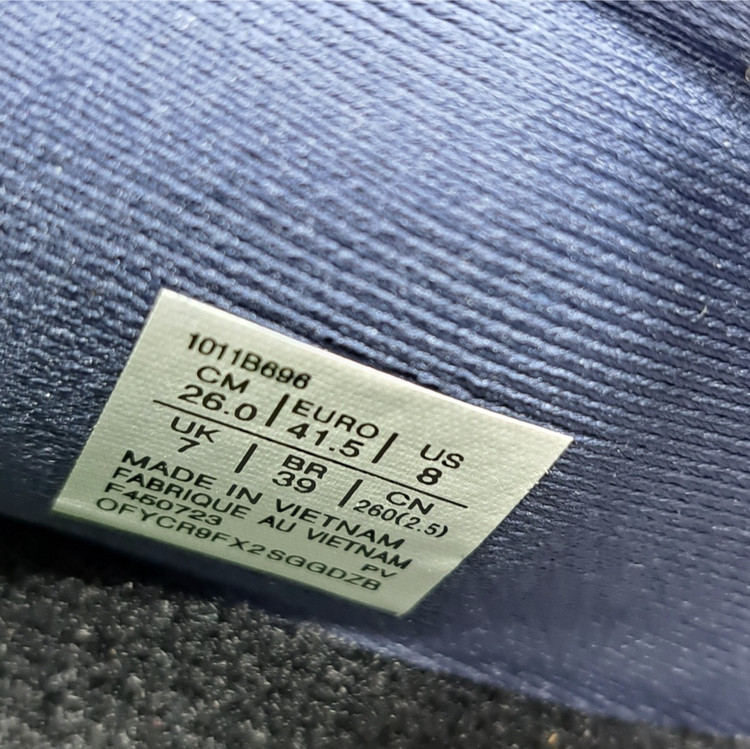 1011B696
CM 26.0 | EURO 41.5 | US 8
UK 7 | BR 39 | CN 260(2.5)
MADE IN VIETNAM
FABRIQUE AU VIETNAM
F450723 PV
OFYCR9FX2SGGDZB